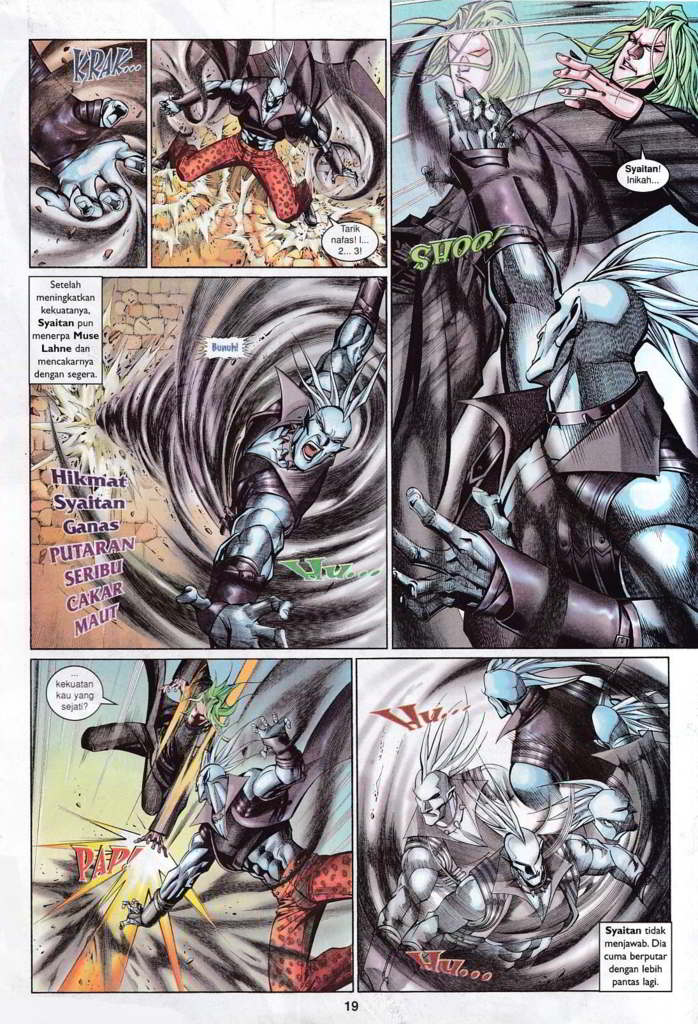 KRAK...
Tarik
nafas! I...
2... 3!
Syaitan!
Inikah...
SHOO!
Setelah
meningkatkan
kekuatanya,
Syaitan pun
menerpa Muse
Lahne dan
mencakarnya
dengan segera.
Bunuh!
Hikmat
Syaitan
Ganas
PUTARAN
SERIBU
CAKAR
MAUT
Hu...
...
kekuatan
kau yang
sejati?
PAP!
Hu...
Hu...
Syaitan tidak
menjawab. Dia
cuma berputar
dengan lebih
pantas lagi.
19